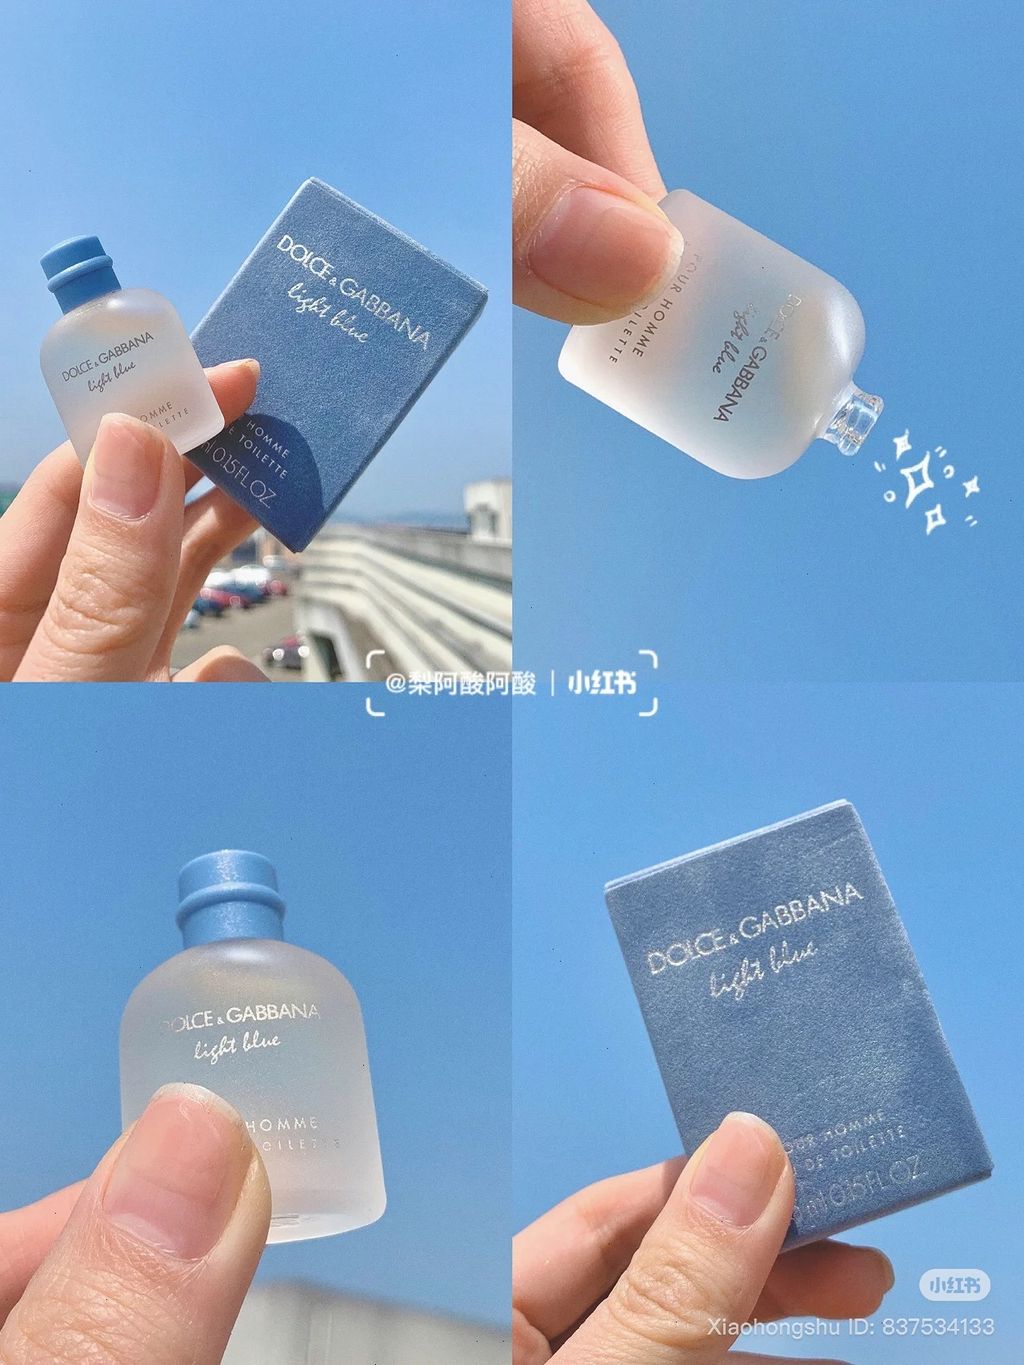 DOLCE & GABBANA
light blue
HOMME
DOLCE & GABBANA
light blue
HOMME
TOILETTE
0.15FL.OZ
DOLCE & GABBANA
light blue
POUR HOMME
TOILETTE
@梨阿酸阿酸 | 小红书
DOLCE & GABBANA
light blue
HOMME
TOILETTE
DOLCE & GABBANA
light blue
POUR HOMME
DE TOILETTE
ml 0.15FL.OZ
小红书
Xiaohongshu ID: 837534133